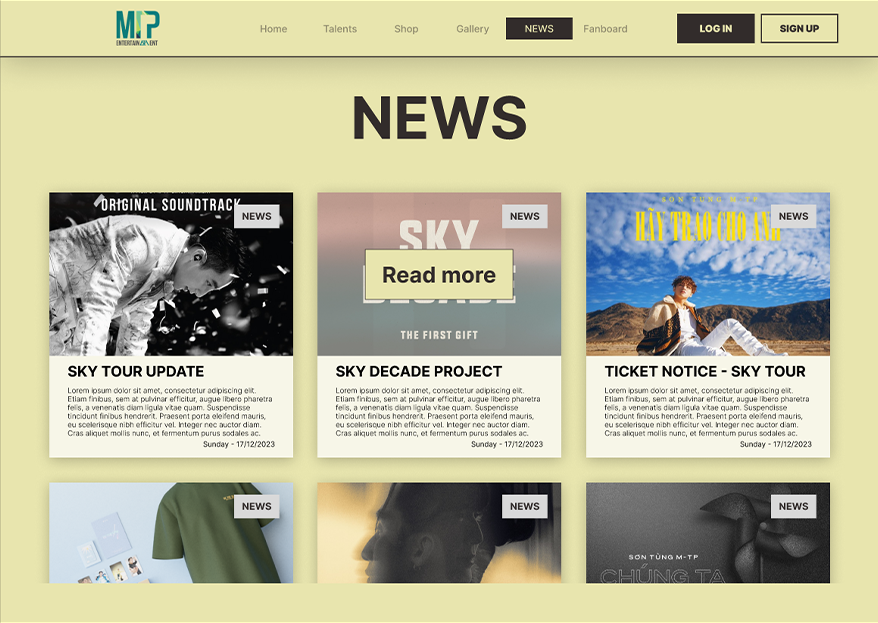 MTP
ENTERTAINMENT
Home Talents Shop Gallery NEWS Fanboard LOG IN SIGN UP
NEWS
ORIGINAL SOUNDTRACK
NEWS
SKY
NEWS
Read more
DECADE
THE FIRST GIFT
SƠN TÙNG M-TP
HÃY TRAO CHO ANH
NEWS
SKY TOUR UPDATE
Lorem ipsum dolor sit amet, consectetur adipiscing elit.
Etiam finibus, sem at pulvinar efficitur, augue libero pharetra
felis, a venenatis diam ligula vitae quam. Suspendisse
tincidunt finibus hendrerit. Praesent porta eleifend mauris,
eu scelerisque nibh efficitur vel. Integer nec auctor diam.
Cras aliquet mollis nunc, et fermentum purus sodales ac.
Sunday - 17/12/2023
SKY DECADE PROJECT
Lorem ipsum dolor sit amet, consectetur adipiscing elit.
Etiam finibus, sem at pulvinar efficitur, augue libero pharetra
felis, a venenatis diam ligula vitae quam. Suspendisse
tincidunt finibus hendrerit. Praesent porta eleifend mauris,
eu scelerisque nibh efficitur vel. Integer nec auctor diam.
Cras aliquet mollis nunc, et fermentum purus sodales ac.
Sunday - 17/12/2023
TICKET NOTICE - SKY TOUR
Lorem ipsum dolor sit amet, consectetur adipiscing elit.
Etiam finibus, sem at pulvinar efficitur, augue libero pharetra
felis, a venenatis diam ligula vitae quam. Suspendisse
tincidunt finibus hendrerit. Praesent porta eleifend mauris,
eu scelerisque nibh efficitur vel. Integer nec auctor diam.
Cras aliquet mollis nunc, et fermentum purus sodales ac.
Sunday - 17/12/2023
NEWS
NEWS
NEWS
SƠN TÙNG M-TP
CHÚNG TA